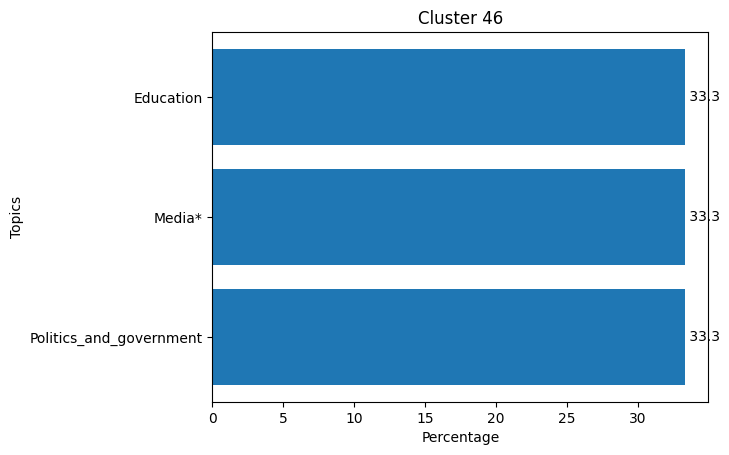 Cluster 46
Education
33.3
Media*
33.3
Politics_and_government
33.3
Topics
0 5 10 15 20 25 30
Percentage